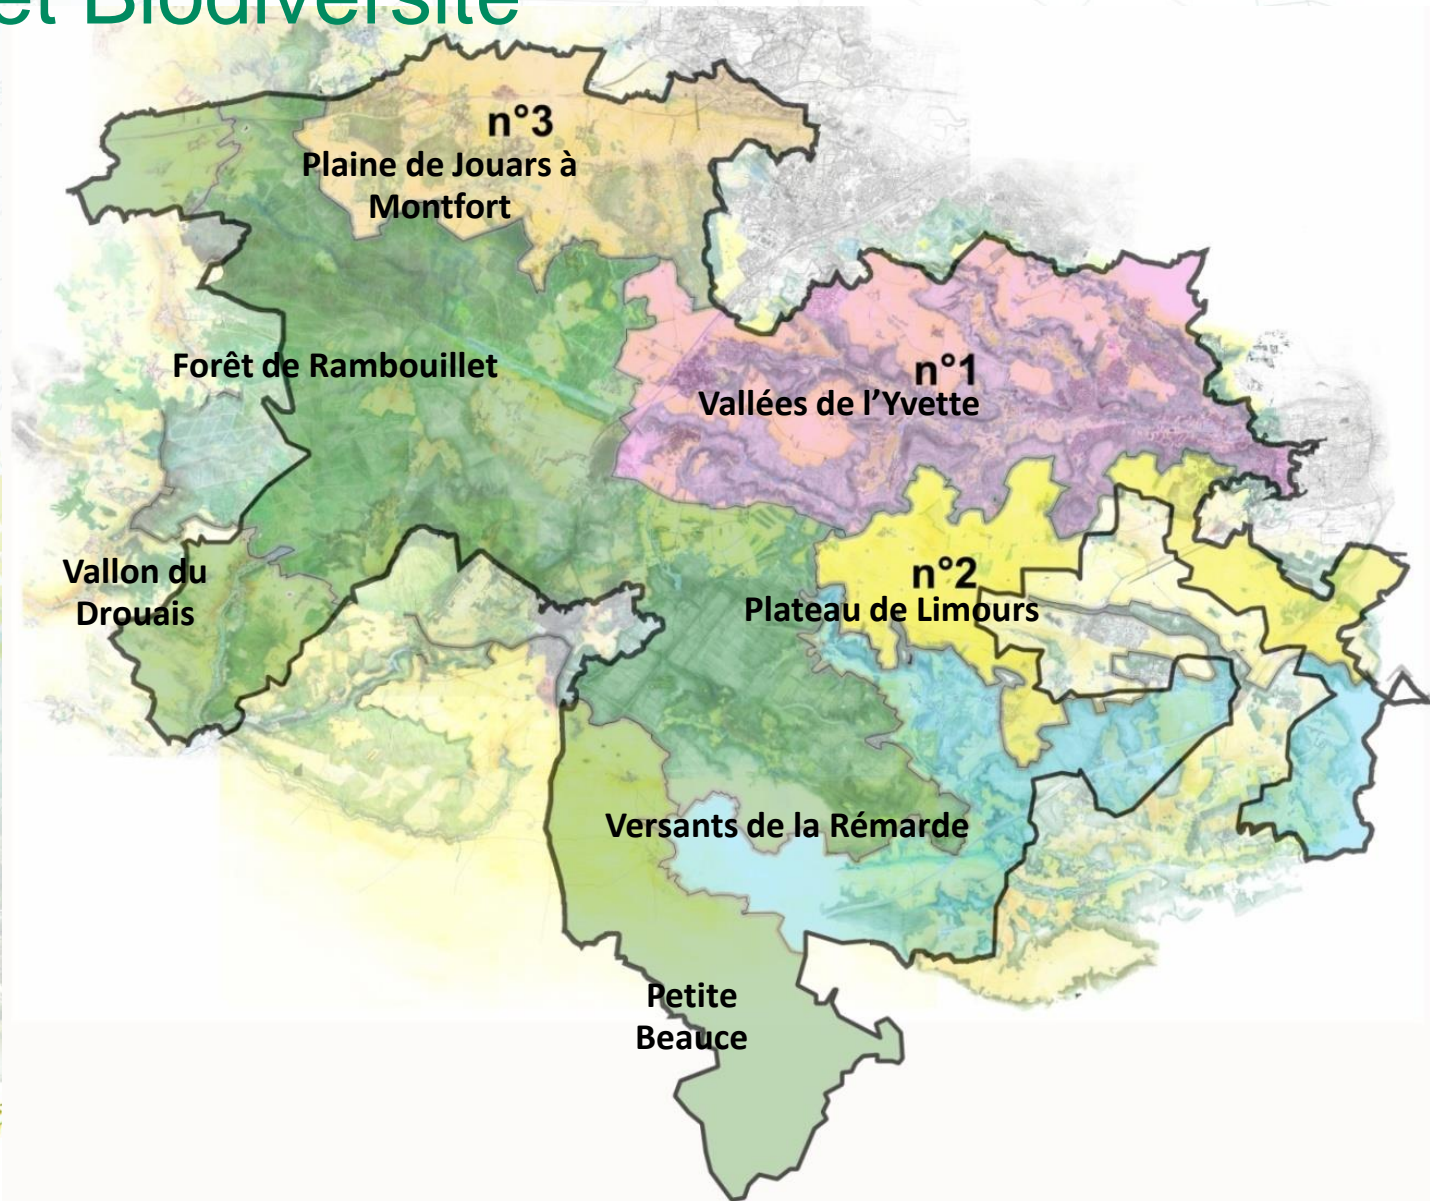 et Biodiversité
n°3
Plaine de Jouars à
Montfort
Forêt de Rambouillet
n°1
Vallées de l’Yvette
Vallon du
Drouais
n°2
Plateau de Limours
Versants de la Rémarde
Petite
Beauce